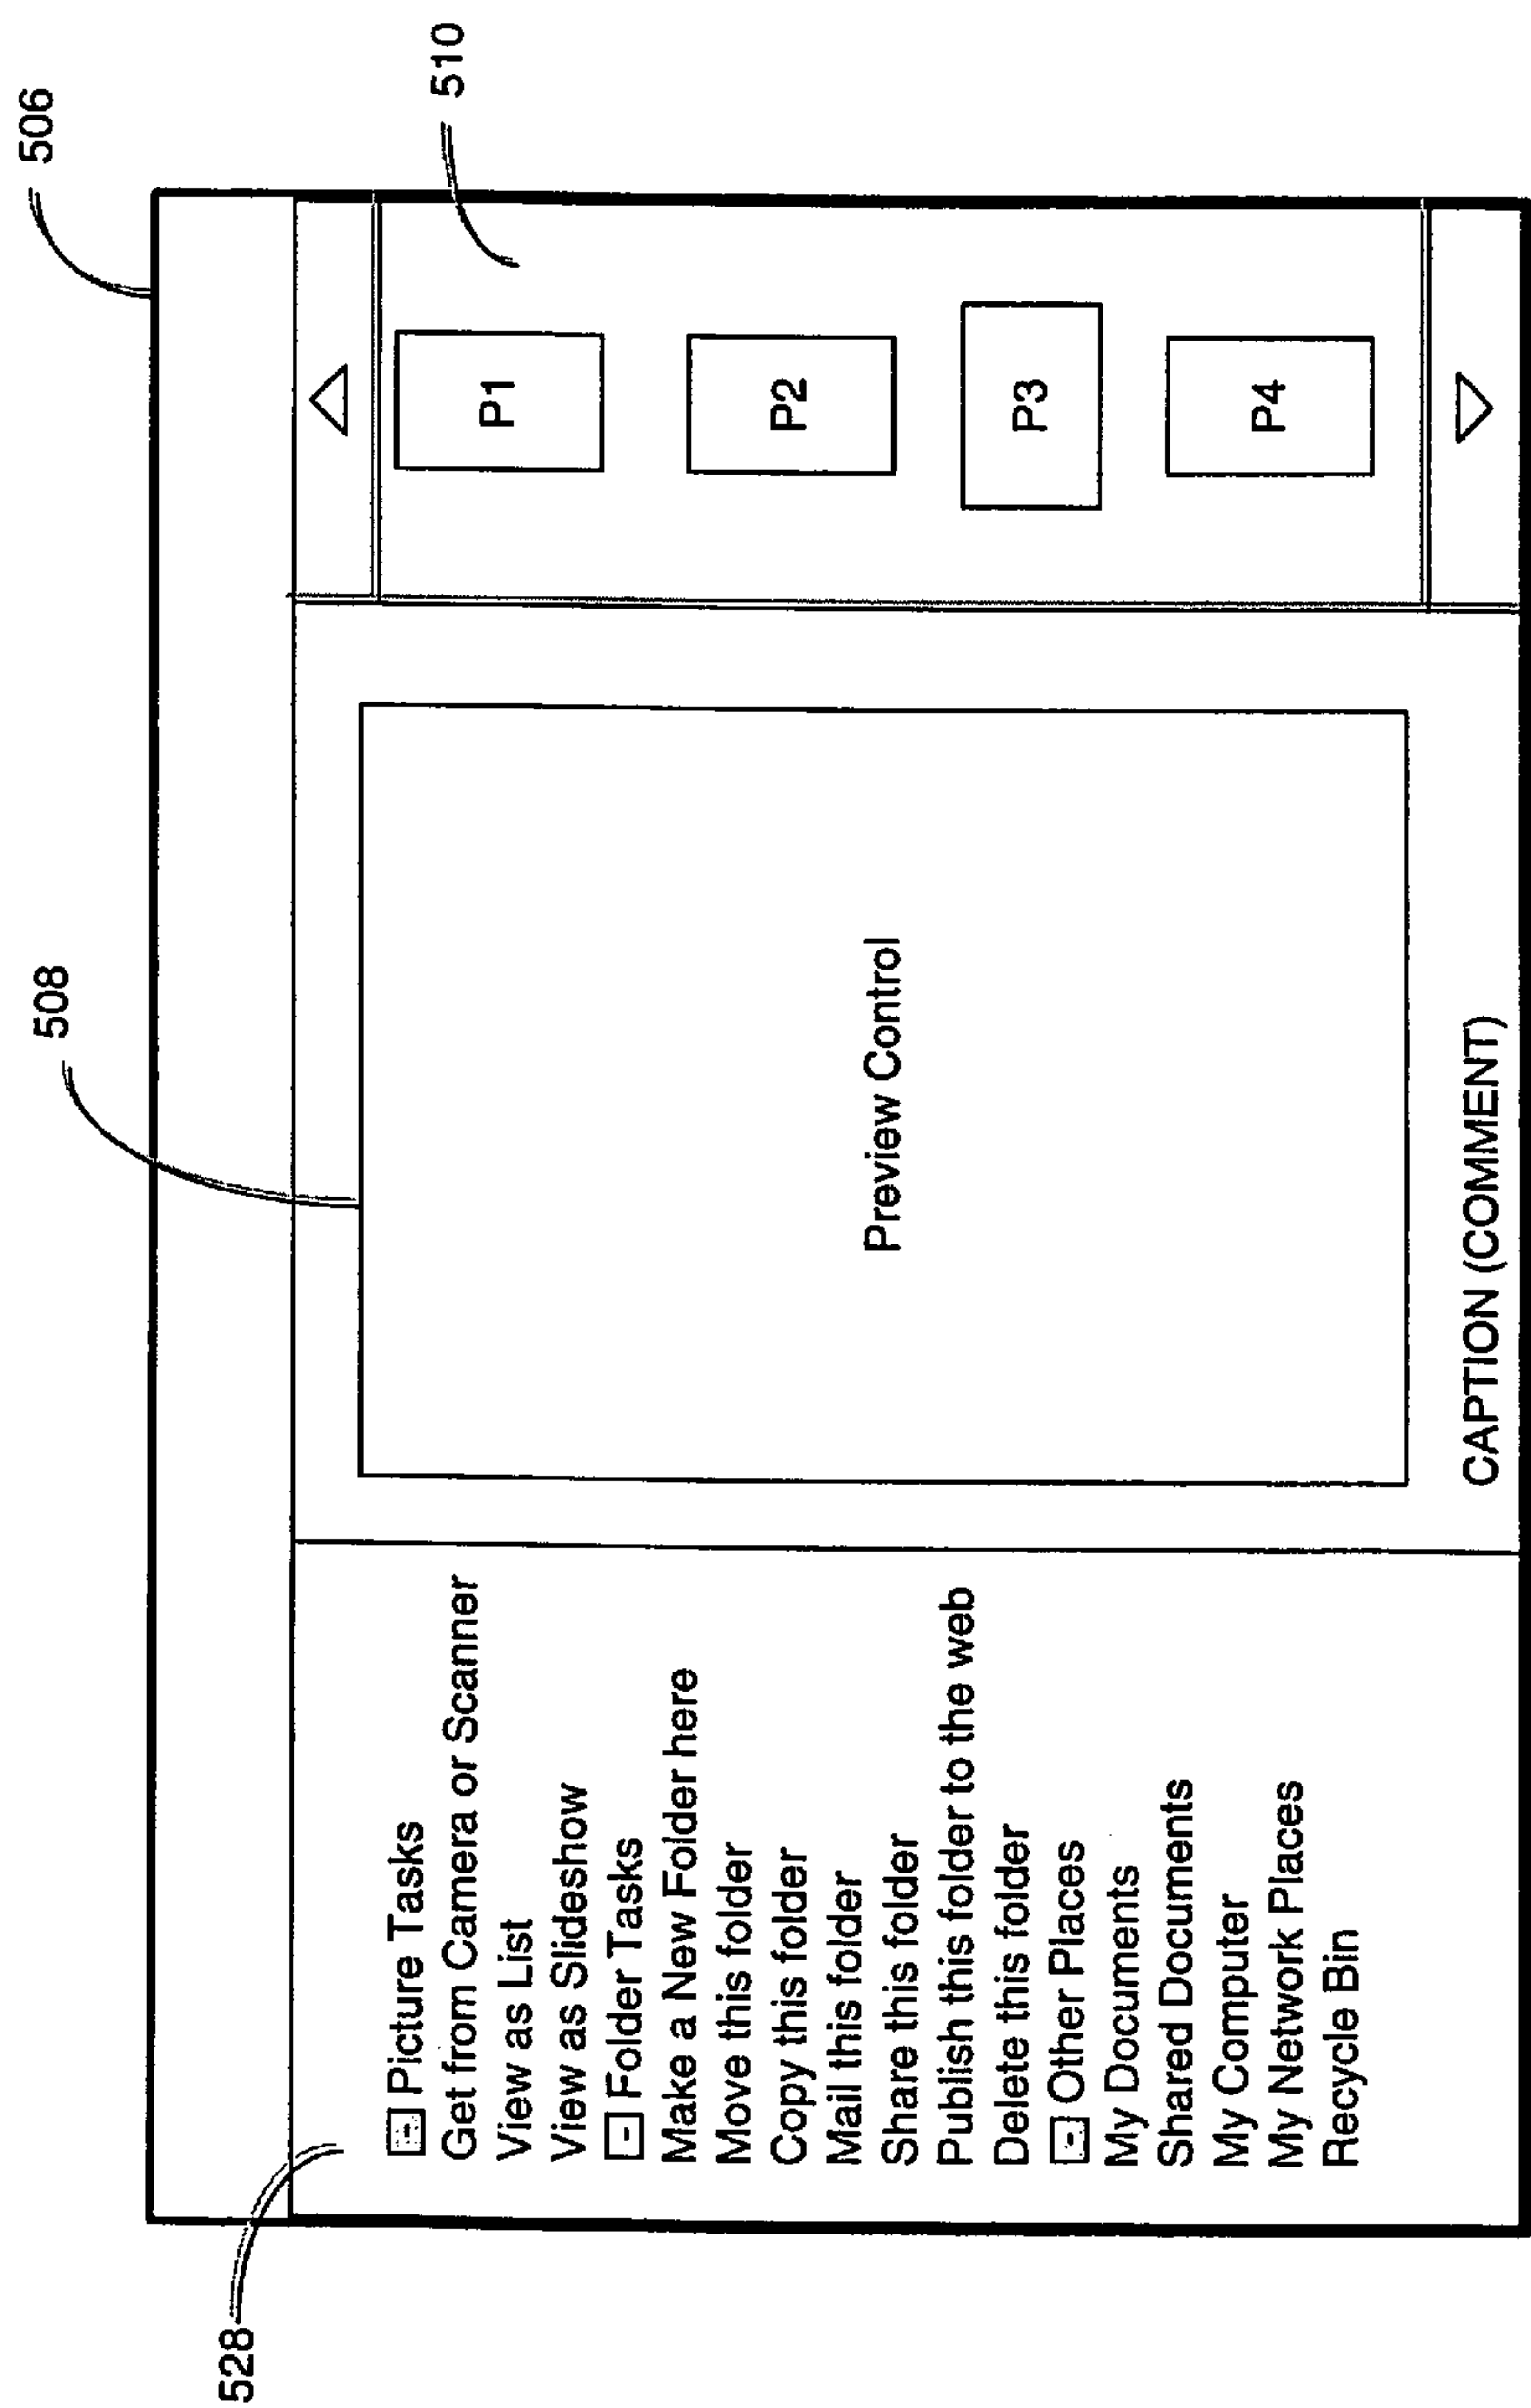 506
508
510
528
Picture Tasks
Get from Camera or Scanner
View as List
View as Slideshow
Folder Tasks
Make a New Folder here
Move this folder
Copy this folder
Mail this folder
Share this folder
Publish this folder to the web
Delete this folder
Other Places
My Documents
Shared Documents
My Computer
My Network Places
Recycle Bin
Preview Control
CAPTION (COMMENT)
P1
P2
P3
P4